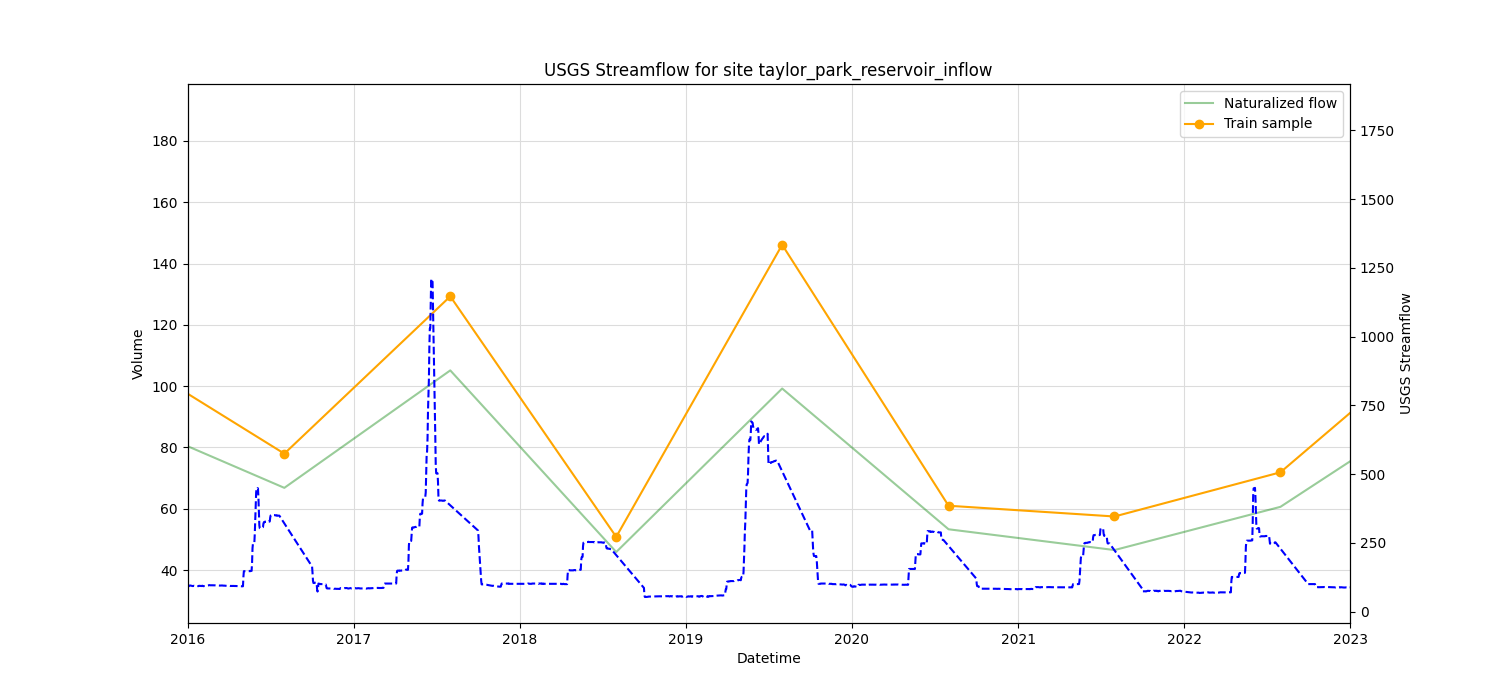 USGS Streamflow for site taylor_park_reservoir_inflow
Naturalized flow
Train sample
Volume
180
160
140
120
100
80
60
40
USGS Streamflow
1750
1500
1250
1000
750
500
250
0
2016 2017 2018 2019 2020 2021 2022 2023
Datetime